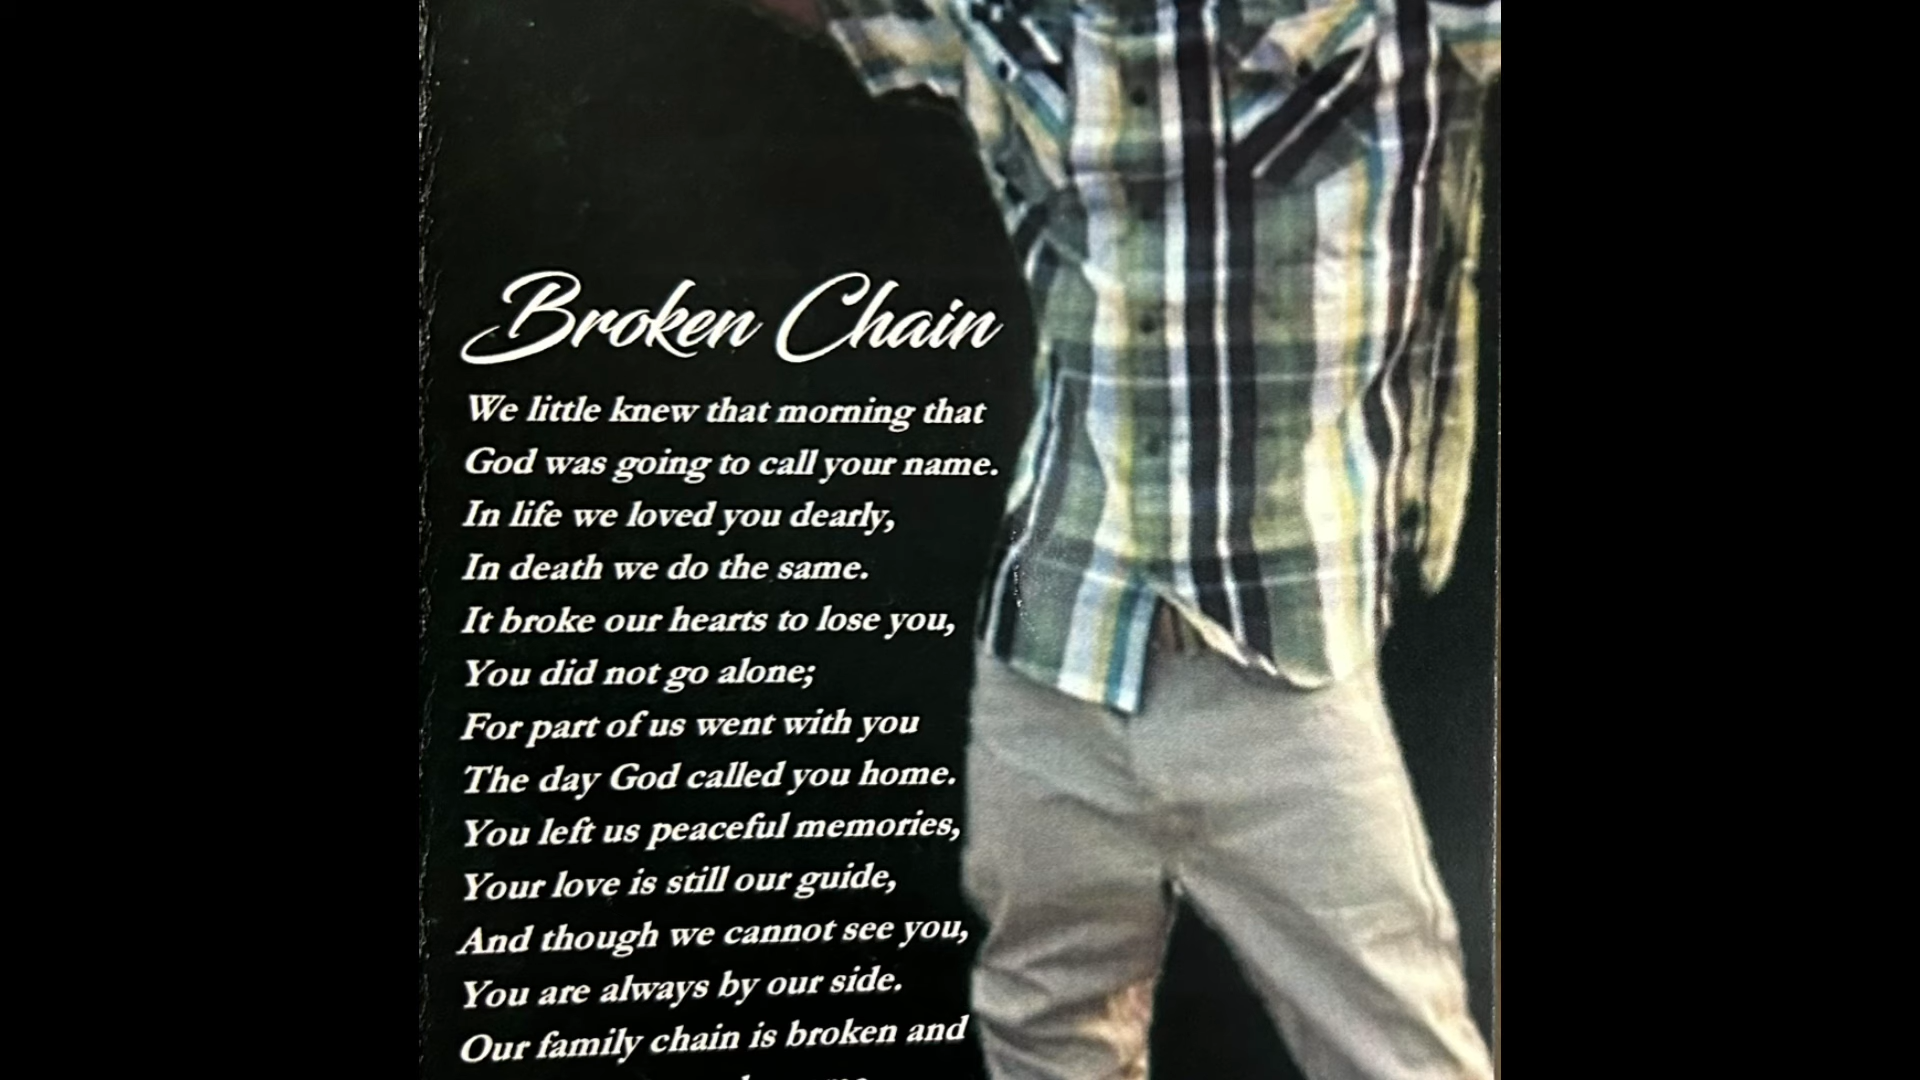 Broken Chain
We little knew that morning that
God was going to call your name.
In life we loved you dearly,
In death we do the same.
It broke our hearts to lose you,
You did not go alone;
For part of us went with you
The day God called you home.
You left us peaceful memories,
Your love is still our guide,
And though we cannot see you,
You are always by our side.
Our family chain is broken and